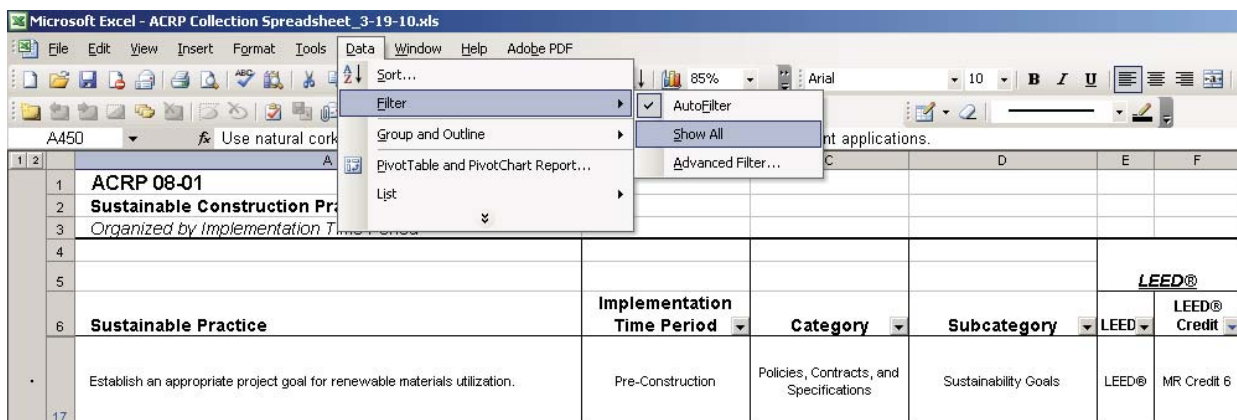 Microsoft Excel - ACRP Collection Spreadsheet_3-19-10.xls
File Edit View Insert Format Tools Data Window Help Adobe PDF
Sort...
Filter
Group and Outline
PivotTable and PivotChart Report...
List
AutoFilter
Show All
Advanced Filter...
85% Arial 10 B I U
A450 fx Use natural cork nt applications.
1 2 A C D E F
1 ACRP 08-01
2 Sustainable Construction
3 Organized by Implementation
4
5 LEED®
6 Sustainable Practice
Implementation
Time Period
Category
Subcategory
LEED
LEED®
Credit
Establish an appropriate project goal for renewable materials utilization.
Pre-Construction
Policies, Contracts, and
Specifications
Sustainability Goals
LEED®
MR Credit 6
17